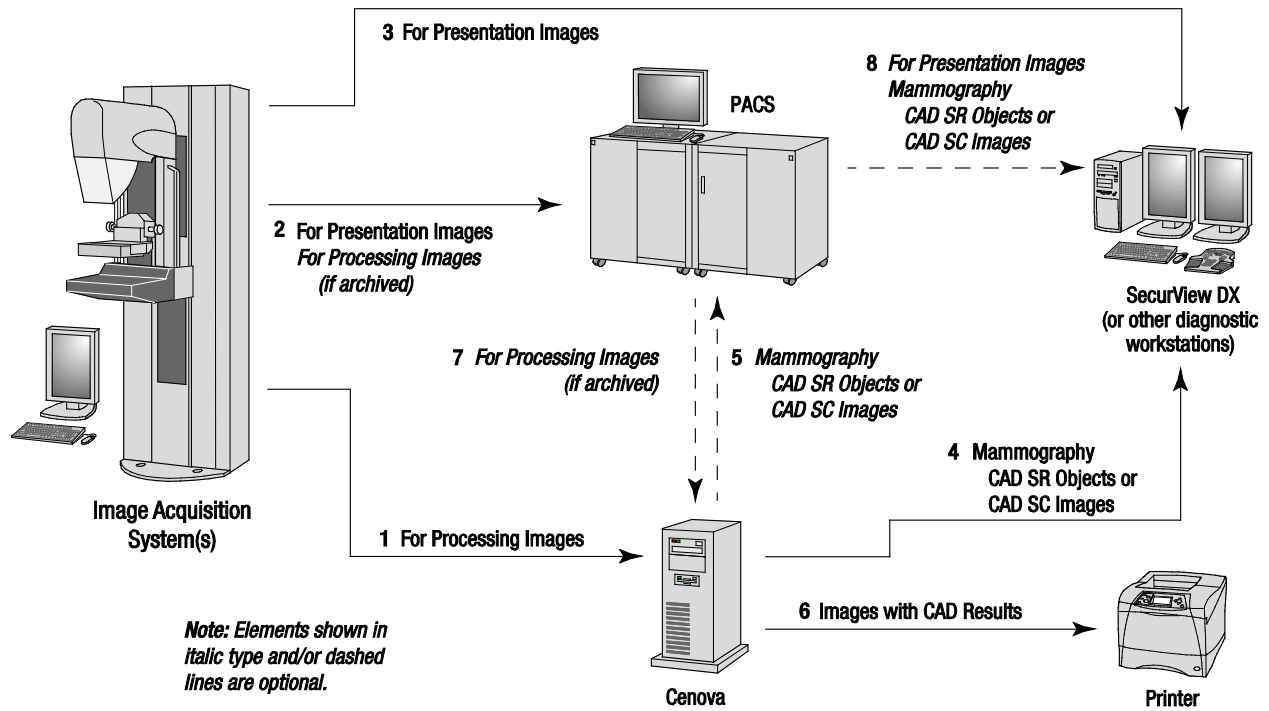 3 For Presentation Images
PACS
8 For Presentation Images
Mammography
CAD SR Objects or
CAD SC Images
2 For Presentation Images
For Processing Images
(if archived)
SecurView DX
(or other diagnostic
workstations)
7 For Processing Images
(if archived)
5 Mammography
CAD SR Objects or
CAD SC Images
4 Mammography
CAD SR Objects or
CAD SC Images
Image Acquisition
System(s)
1 For Processing Images
6 Images with CAD Results
Note: Elements shown in
italic type and/or dashed
lines are optional.
Cenova
Printer